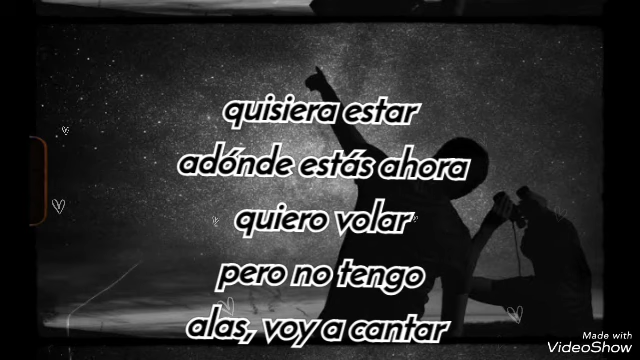 quisiera estar
adónde estás ahora
quiero volar
pero no tengo
alas, voy a cantar
Made with
VideoShow